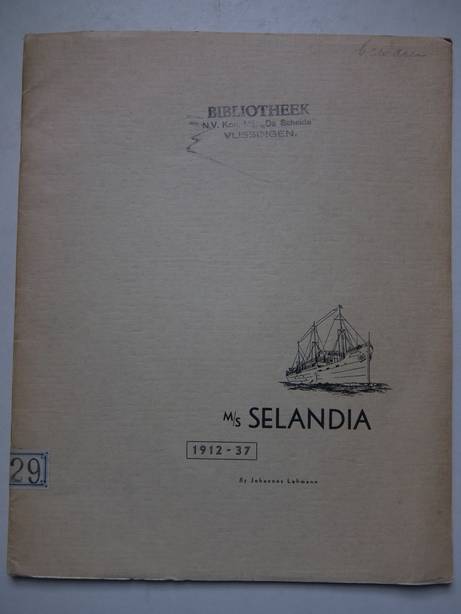 BIBLIOTHEEK
N.V. Kon. Mij. „De Schelde"
VLISSINGEN.
M/S SELANDIA
1912 - 37
By Johannes Lehmann
29.